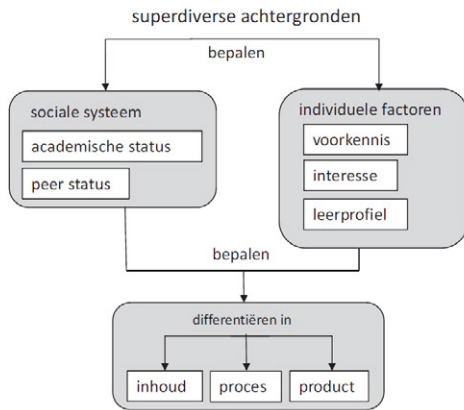 superdiverse achtergronden
bepalen
sociale systeem
academische status
peer status
individuele factoren
voorkennis
interesse
leerprofiel
bepalen
differentiëren in
inhoud
proces
product